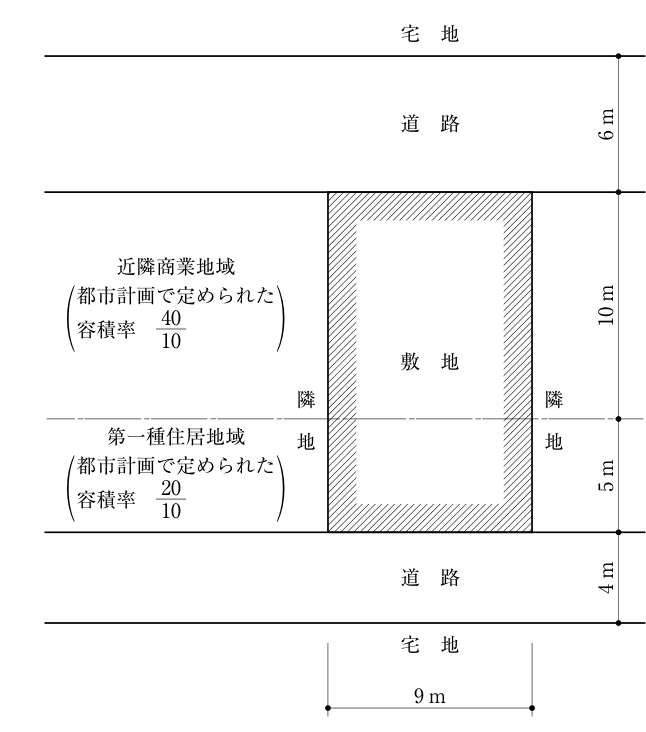 宅 地
道 路
6 m
近隣商業地域
(都市計画で定められた
容積率 40/10)
10 m
敷 地
隣
地
隣
地
第一種住居地域
(都市計画で定められた
容積率 20/10)
5 m
道 路
4 m
宅 地
9 m